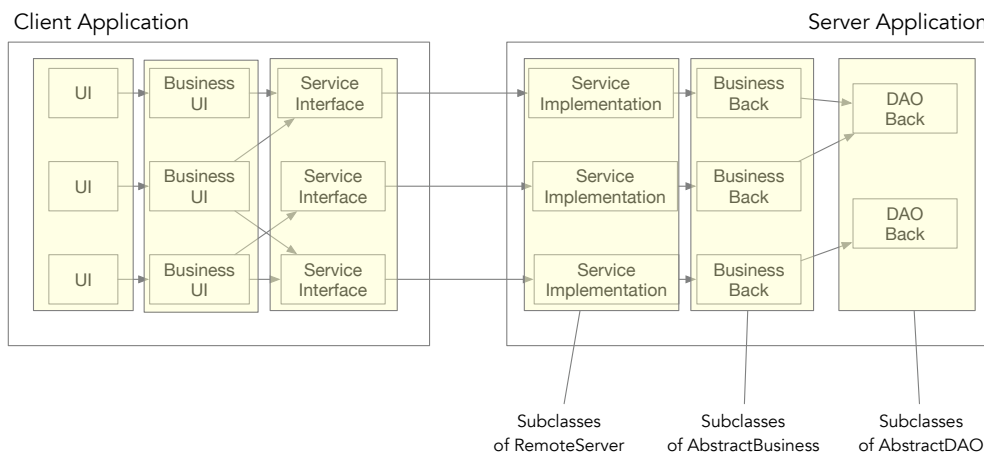 Client Application
Server Application
UI
Business
UI
Service
Interface
Service
Implementation
Business
Back
DAO
Back
UI
Business
UI
Service
Interface
Service
Implementation
Business
Back
DAO
Back
UI
Business
UI
Service
Interface
Service
Implementation
Business
Back
Subclasses
of RemoteServer
Subclasses
of AbstractBusiness
Subclasses
of AbstractDAO